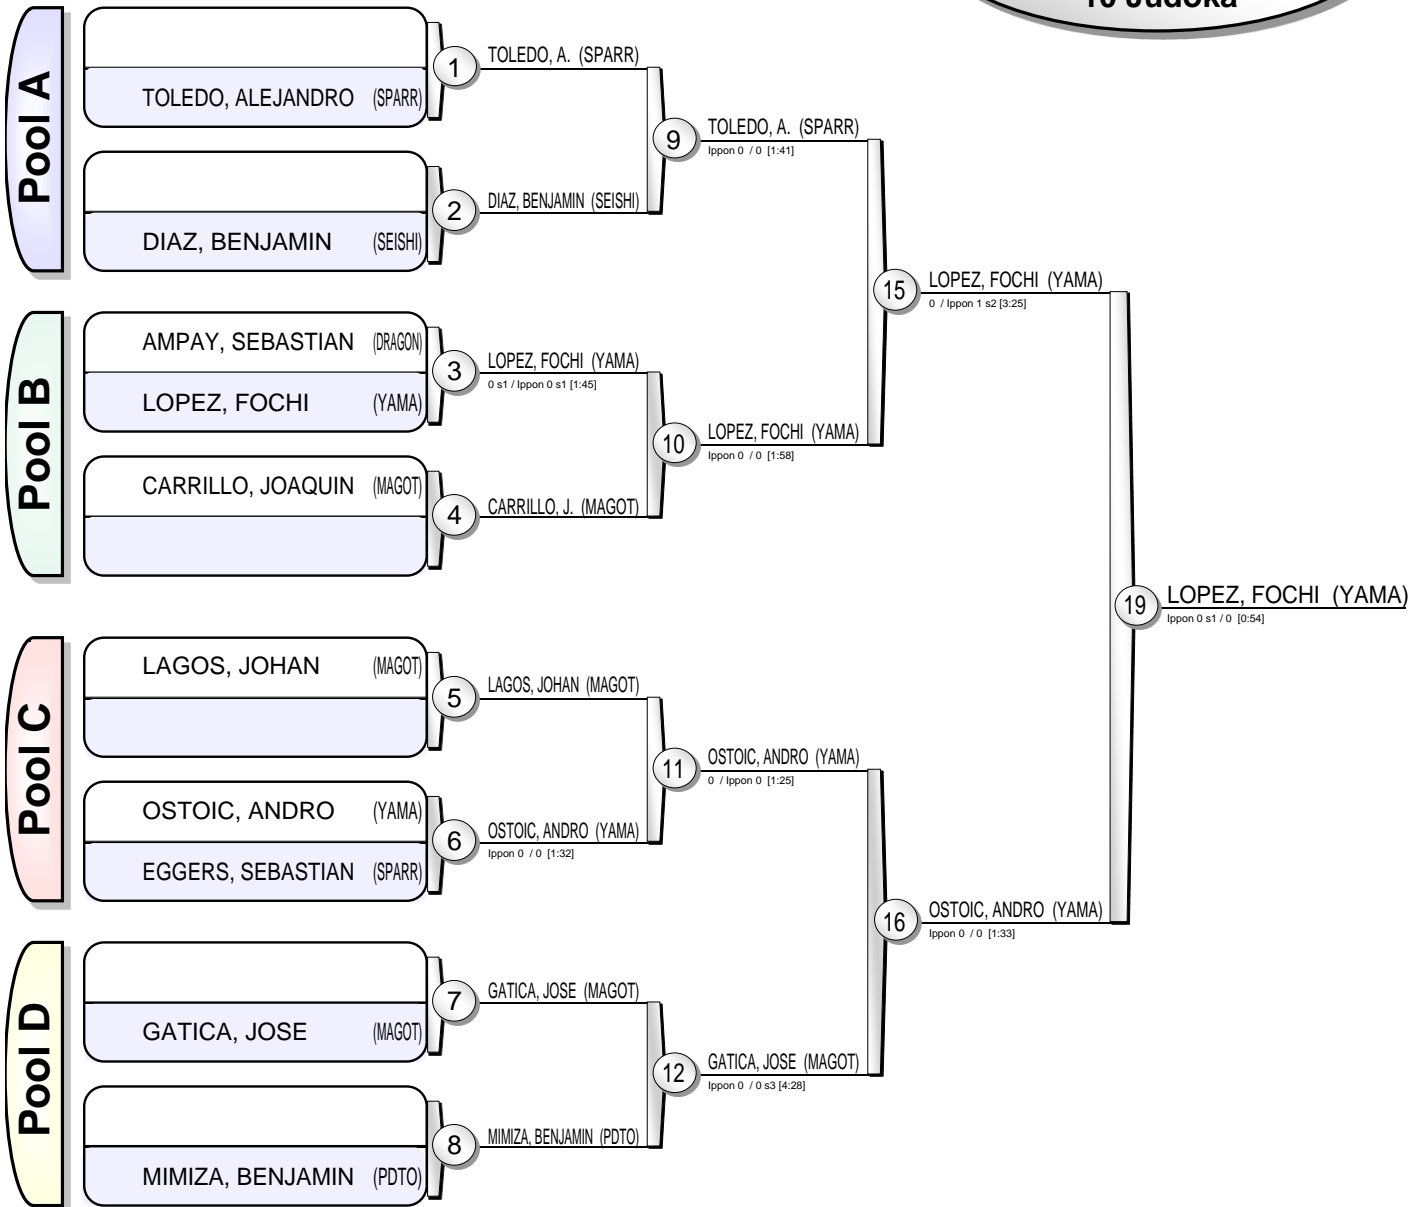 10 Judoka
Pool A
TOLEDO, ALEJANDRO (SPARR)
1
TOLEDO, A. (SPARR)
DIAZ, BENJAMIN (SEISHI)
2
DIAZ, BENJAMIN (SEISHI)
9
TOLEDO, A. (SPARR)
Ippon 0 / 0 [1:41]
Pool B
AMPAY, SEBASTIAN (DRAGON)
LOPEZ, FOCHI (YAMA)
3
LOPEZ, FOCHI (YAMA)
0 s1 / Ippon 0 s1 [1:45]
CARRILLO, JOAQUIN (MAGOT)
4
CARRILLO, J. (MAGOT)
10
LOPEZ, FOCHI (YAMA)
Ippon 0 / 0 [1:58]
15
LOPEZ, FOCHI (YAMA)
0 / Ippon 1 s2 [3:25]
Pool C
LAGOS, JOHAN (MAGOT)
5
LAGOS, JOHAN (MAGOT)
OSTOIC, ANDRO (YAMA)
EGGERS, SEBASTIAN (SPARR)
6
OSTOIC, ANDRO (YAMA)
Ippon 0 / 0 [1:32]
11
OSTOIC, ANDRO (YAMA)
0 / Ippon 0 [1:25]
Pool D
GATICA, JOSE (MAGOT)
7
GATICA, JOSE (MAGOT)
MIMIZA, BENJAMIN (PDTO)
8
MIMIZA, BENJAMIN (PDTO)
12
GATICA, JOSE (MAGOT)
Ippon 0 / 0 s3 [4:28]
16
OSTOIC, ANDRO (YAMA)
Ippon 0 / 0 [1:33]
19
LOPEZ, FOCHI (YAMA)
Ippon 0 s1 / 0 [0:54]